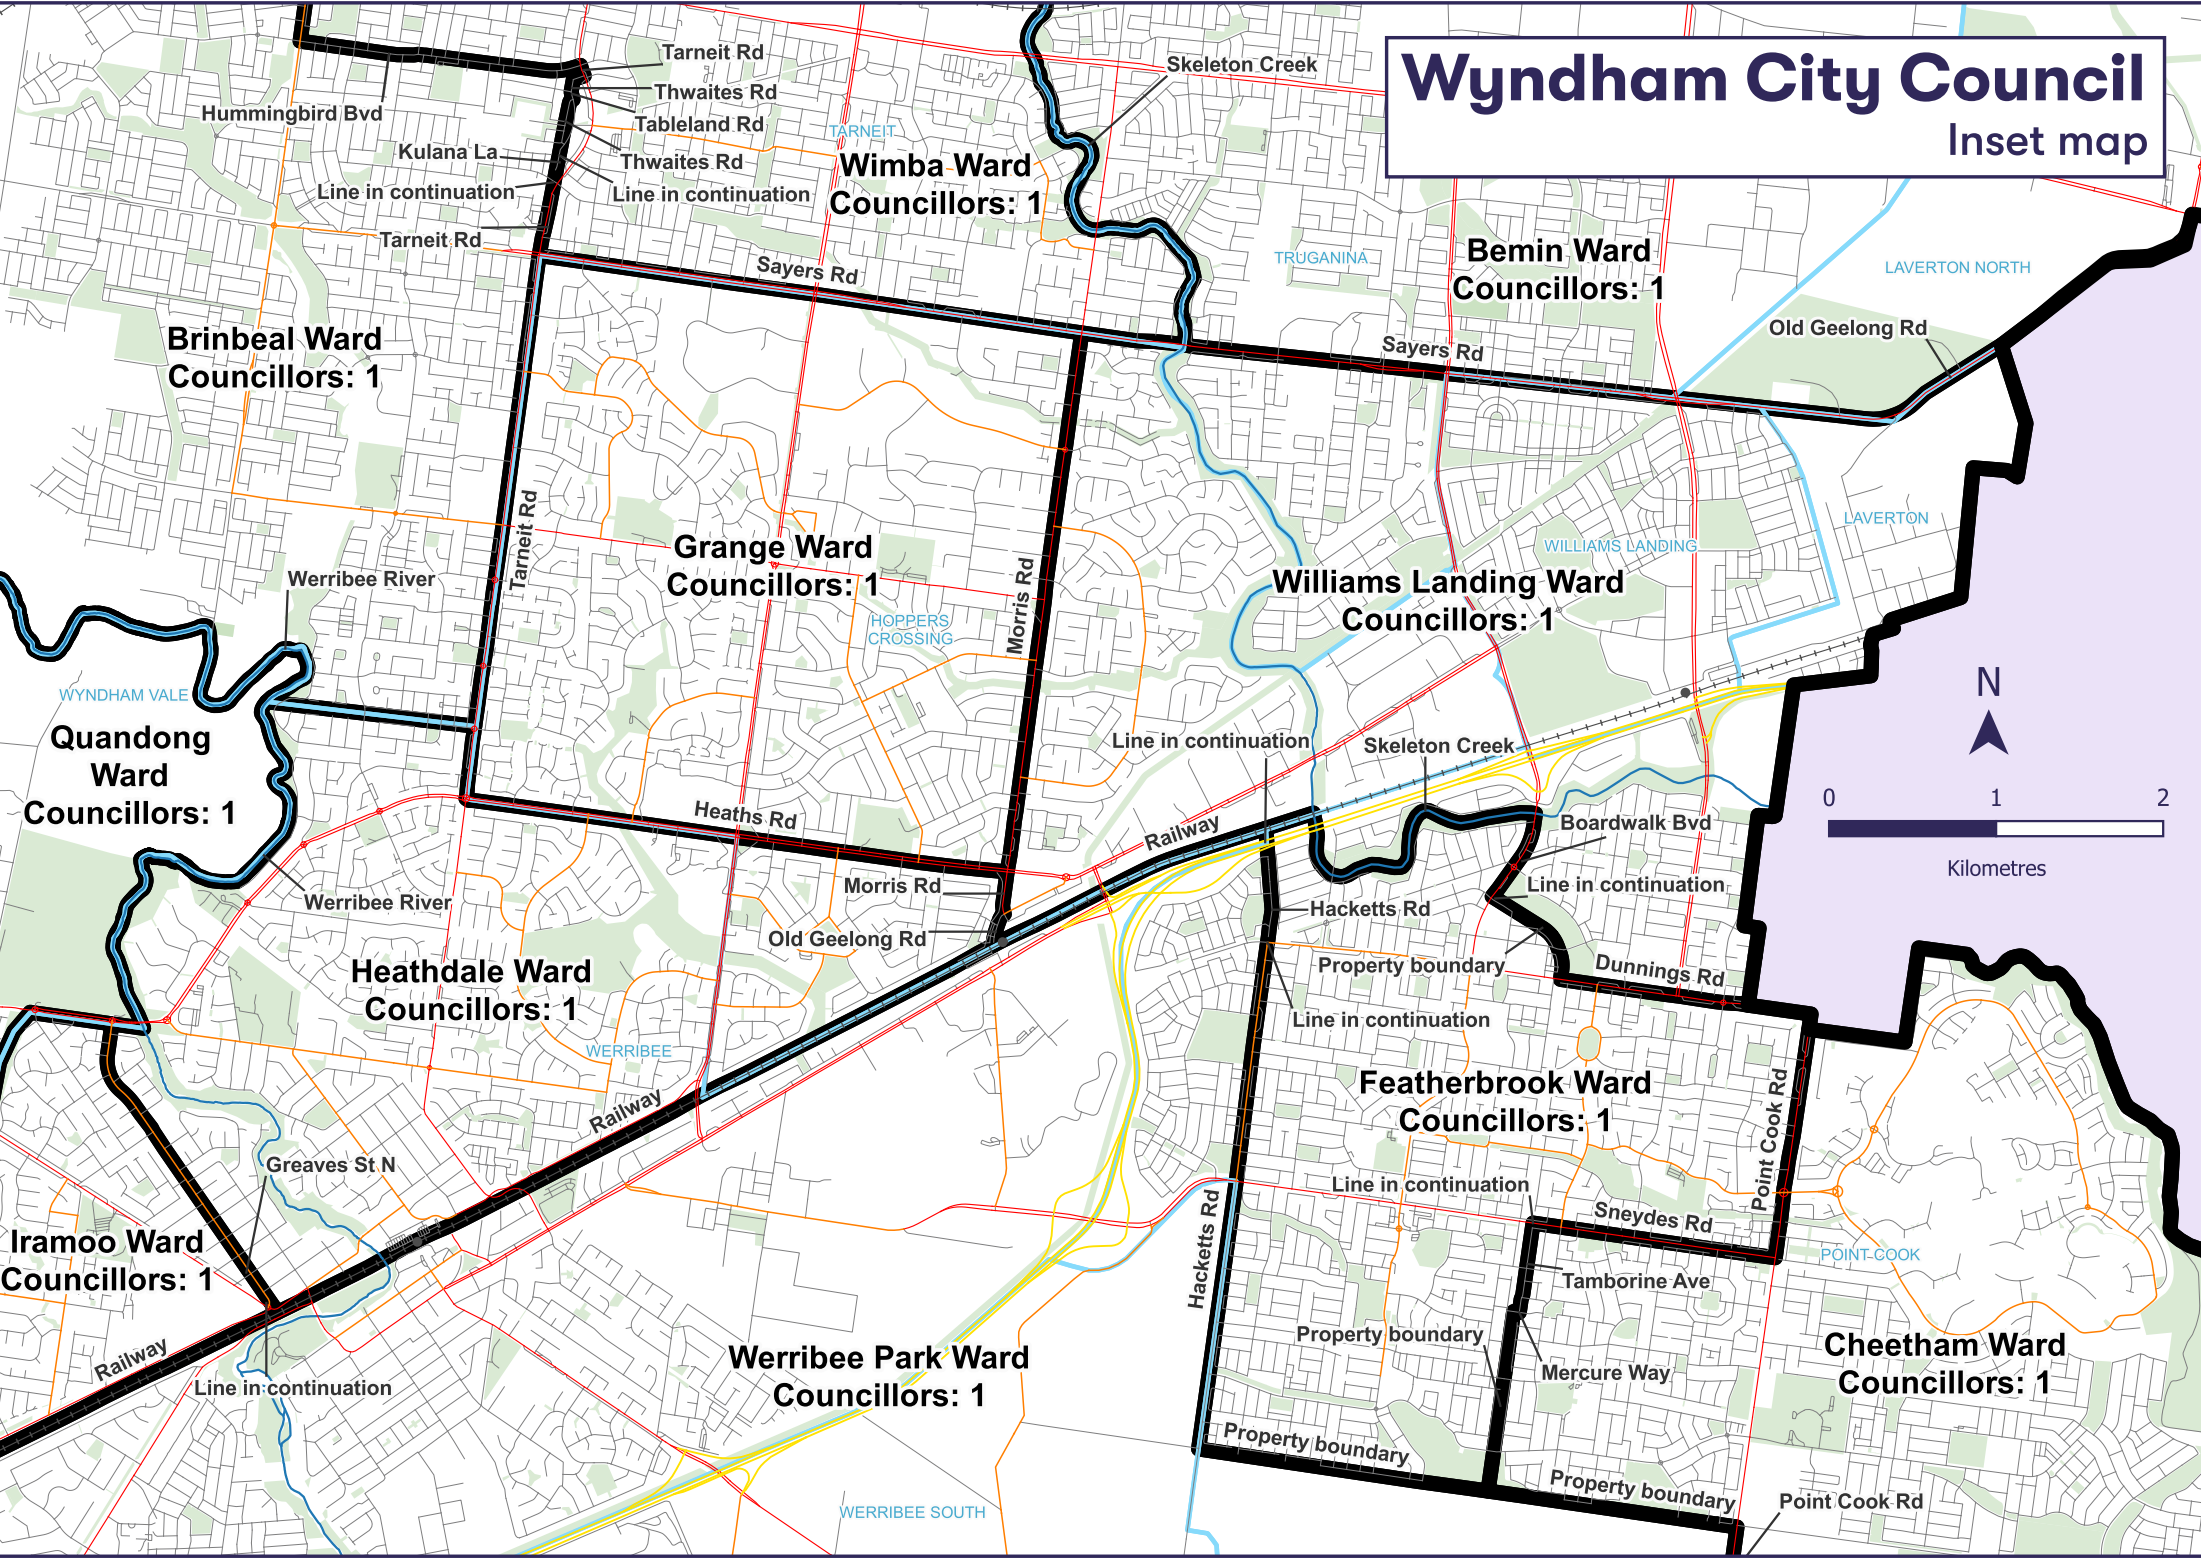 Wyndham City Council
Inset map
Tarneit Rd
Skeleton Creek
Thwaites Rd
Hummingbird Bvd
Tableland Rd
TARNEIT
Kulana La
Thwaites Rd
Wimba Ward
Councillors: 1
Line in continuation
Line in continuation
Tarneit Rd
Sayers Rd
TRUGANINA
Bemin Ward
Councillors: 1
LAVERTON NORTH
Old Geelong Rd
Brinbeal Ward
Councillors: 1
Sayers Rd
Tarneit Rd
Grange Ward
Councillors: 1
LAVERTON
WILLIAMS LANDING
Werribee River
Morris Rd
Williams Landing Ward
Councillors: 1
HOPPERS
CROSSING
WYNDHAM VALE
N
Quandong
Ward
Councillors: 1
Line in continuation
Skeleton Creek
0 1 2
Kilometres
Heaths Rd
Railway
Boardwalk Bvd
Morris Rd
Line in continuation
Werribee River
Hacketts Rd
Old Geelong Rd
Property boundary
Dunnings Rd
Heathdale Ward
Councillors: 1
Line in continuation
WERRIBEE
Featherbrook Ward
Councillors: 1
Point Cook Rd
Railway
Greaves St N
Line in continuation
Sneydes Rd
Hacketts Rd
Iramoo Ward
Councillors: 1
POINT COOK
Tamborine Ave
Property boundary
Railway
Werribee Park Ward
Councillors: 1
Mercure Way
Cheetham Ward
Councillors: 1
Line in continuation
Property boundary
Property boundary
Point Cook Rd
WERRIBEE SOUTH